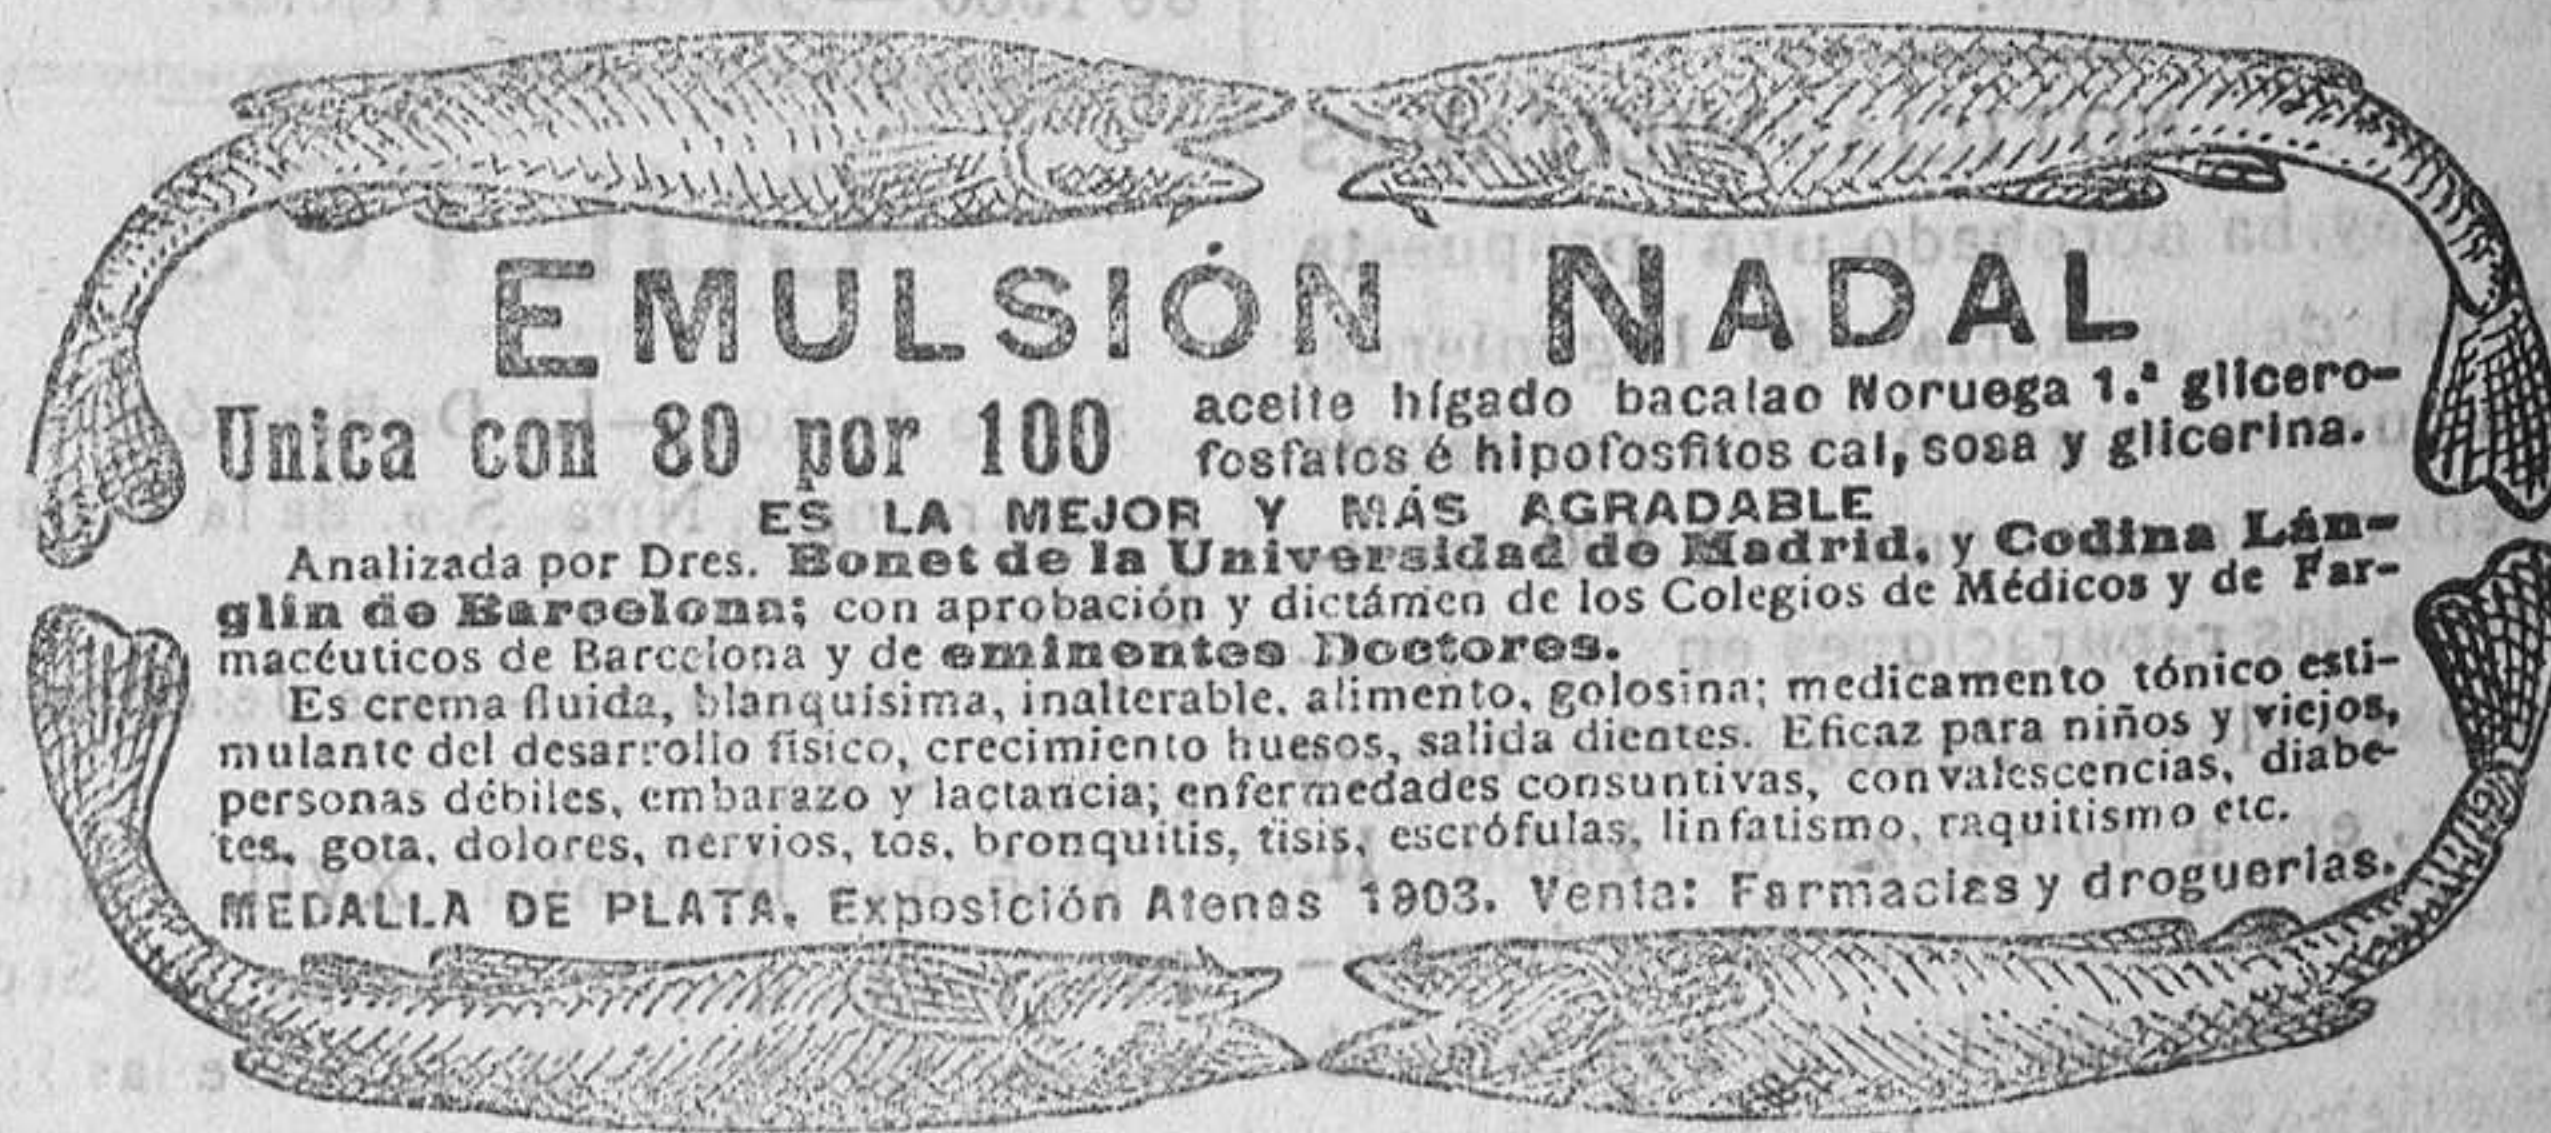 EMULSIÓN NADAL
Unica con 80 por 100 aceite hígado bacalao Noruega 1.ª glicero-
fosfatos é hipofosfitos cal, sosa y glicerina.
ES LA MEJOR Y MÁS AGRADABLE
Analizada por Dres. Bonet de la Universidad de Madrid, y Codina Lán-
glin de Barcelona; con aprobación y dictámen de los Colegios de Médicos y de Far-
macéuticos de Barcelona y de eminentes Doctores.
Es crema fluida, blanquísima, inalterable, alimento, golosina; medicamento tónico esti-
mulante del desarrollo físico, crecimiento huesos, salida dientes. Eficaz para niños y viejos,
personas débiles, embarazo y lactancia; enfermedades consuntivas, convalescencias, diabe-
tes, gota, dolores, nervios, tos, bronquitis, tisis, escrófulas, linfatismo, raquitismo etc.
MEDALLA DE PLATA, Exposición Atenas 1903. Venta: Farmacias y droguerias.